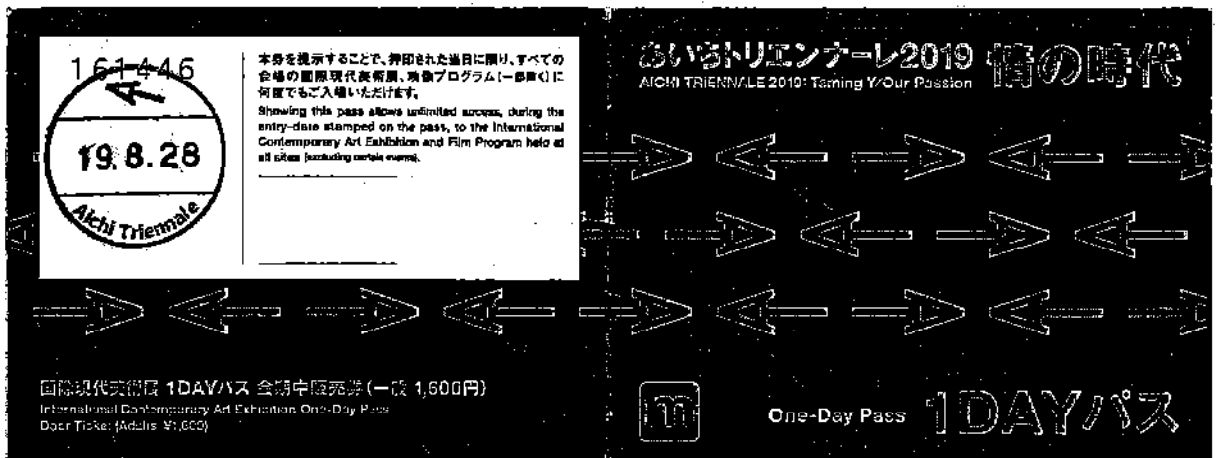 161446
19.8.28
Aichi Triennale
本券を提示することで、押印された当日に限り、すべての
会場の国際現代美術展、映像プログラム(一部除く)に
何度でもご入場いただけます。
Showing this pass allows unlimited access, during the
entry-date stamped on the pass, to the International
Contemporary Art Exhibition and Film Program held at
all sites (excluding certain events).
国際現代美術展 1DAYパス 会期中販売券(一般 1,600円)
International Contemporary Art Exhibition One-Day Pass
Door Ticket (Adults ¥1,600)
あいちトリエンナーレ2019 情の時代
AICHI TRIENNALE 2019: Taming Y/Our Passion
m
One-Day Pass 1DAYパス